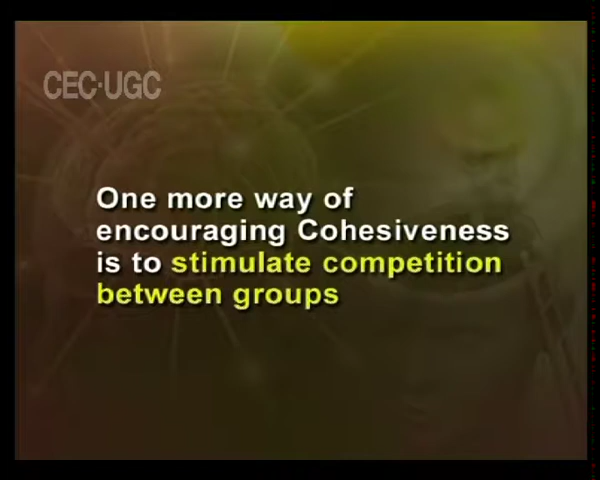 CEC-UGC
One more way of
encouraging Cohesiveness
is to stimulate competition
between groups